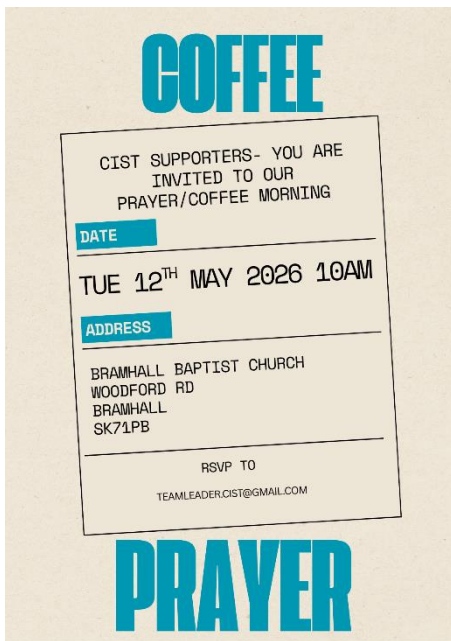 COFFEE
CIST SUPPORTERS- YOU ARE
INVITED TO OUR
PRAYER/COFFEE MORNING
DATE
TUE 12TH MAY 2026 10AM
ADDRESS
BRAMHALL BAPTIST CHURCH
WOODFORD RD
BRAMHALL
SK71PB
RSVP TO
TEAMLEADER.CIST@GMAIL.COM
PRAYER